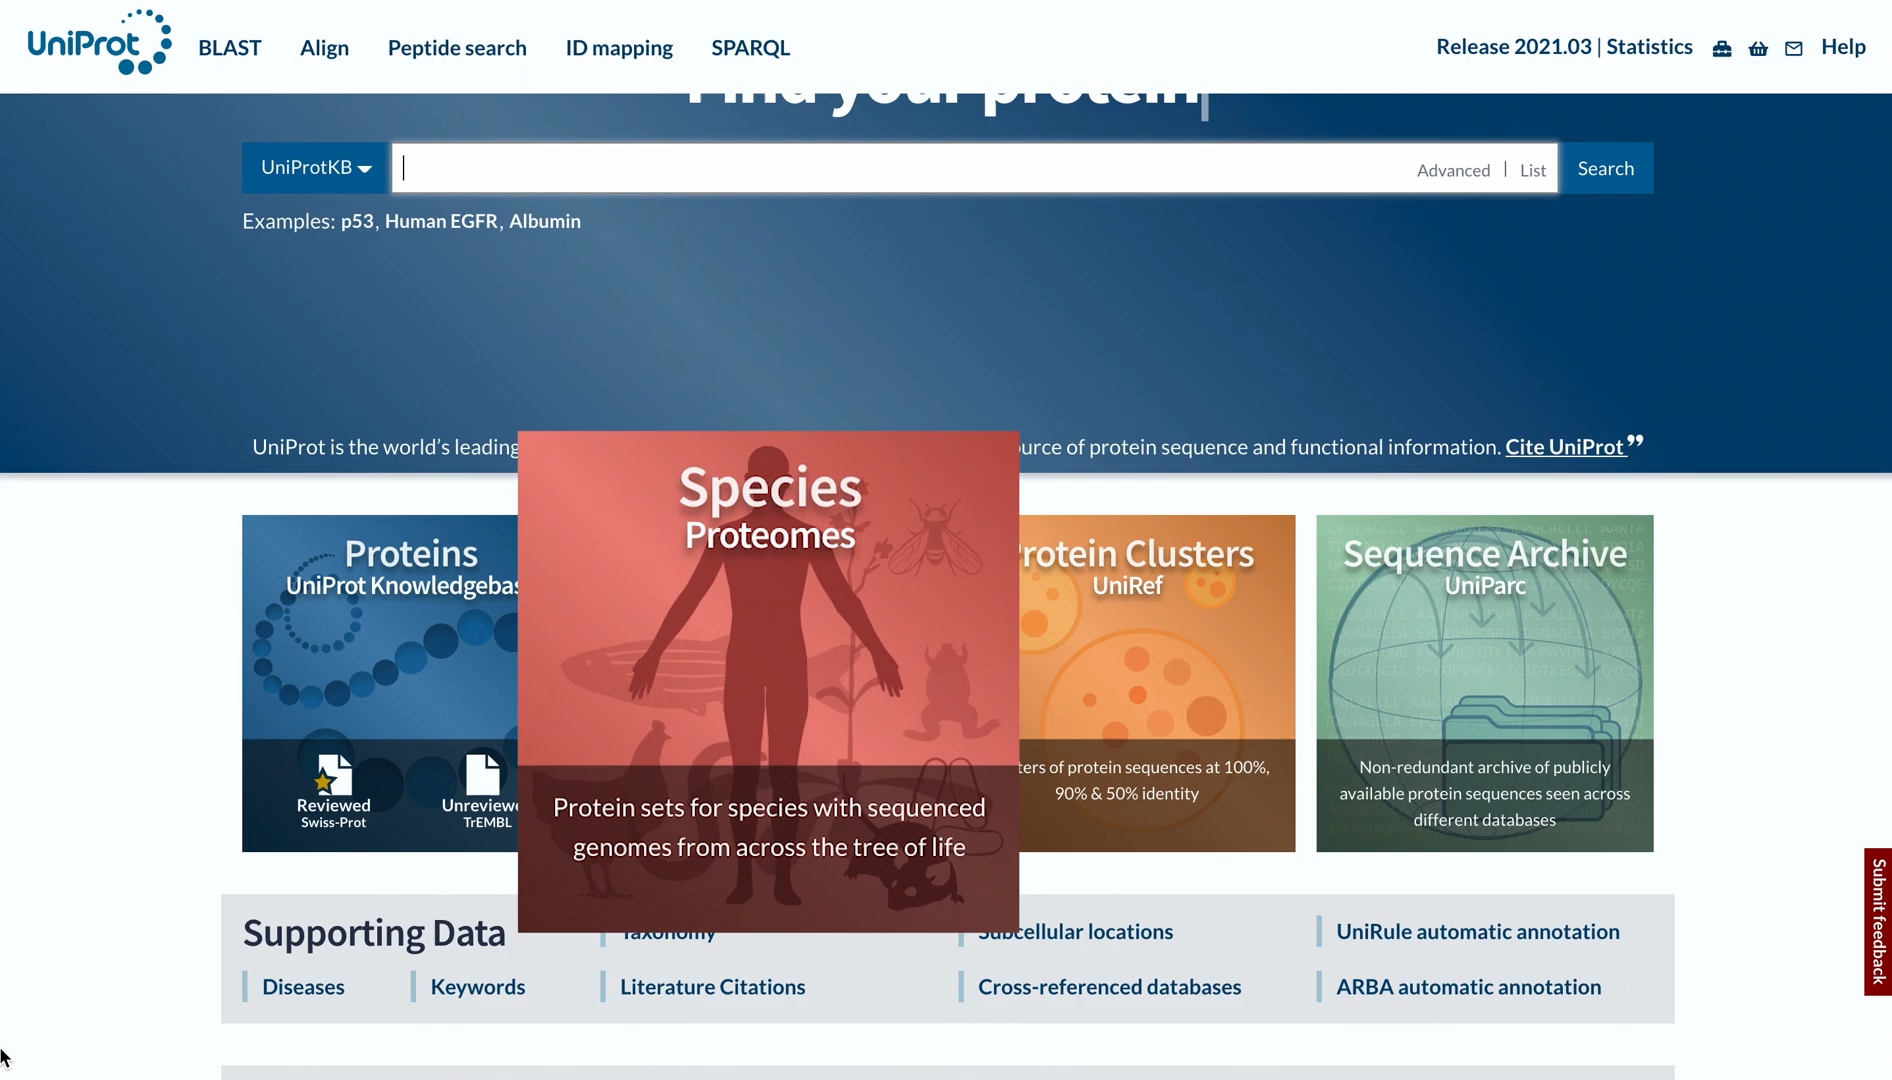 UniProt BLAST Align Peptide search ID mapping SPARQL Release 2021.03 | Statistics Help
Find your protein
UniProtKB Advanced | List Search
Examples: p53, Human EGFR, Albumin
UniProt is the world's leading urce of protein sequence and functional information. Cite UniProt
Proteins
UniProt Knowledgebas
Reviewed
Swiss-Prot
Unreviewe
TrEMBL
Species
Proteomes
Protein sets for species with sequenced
genomes from across the tree of life
rotein Clusters
UniRef
ters of protein sequences at 100%,
90% & 50% identity
Sequence Archive
UniParc
Non-redundant archive of publicly
available protein sequences seen across
different databases
Supporting Data
Taxonomy
Subcellular locations
UniRule automatic annotation
Diseases
Keywords
Literature Citations
Cross-referenced databases
ARBA automatic annotation
Submit feedback